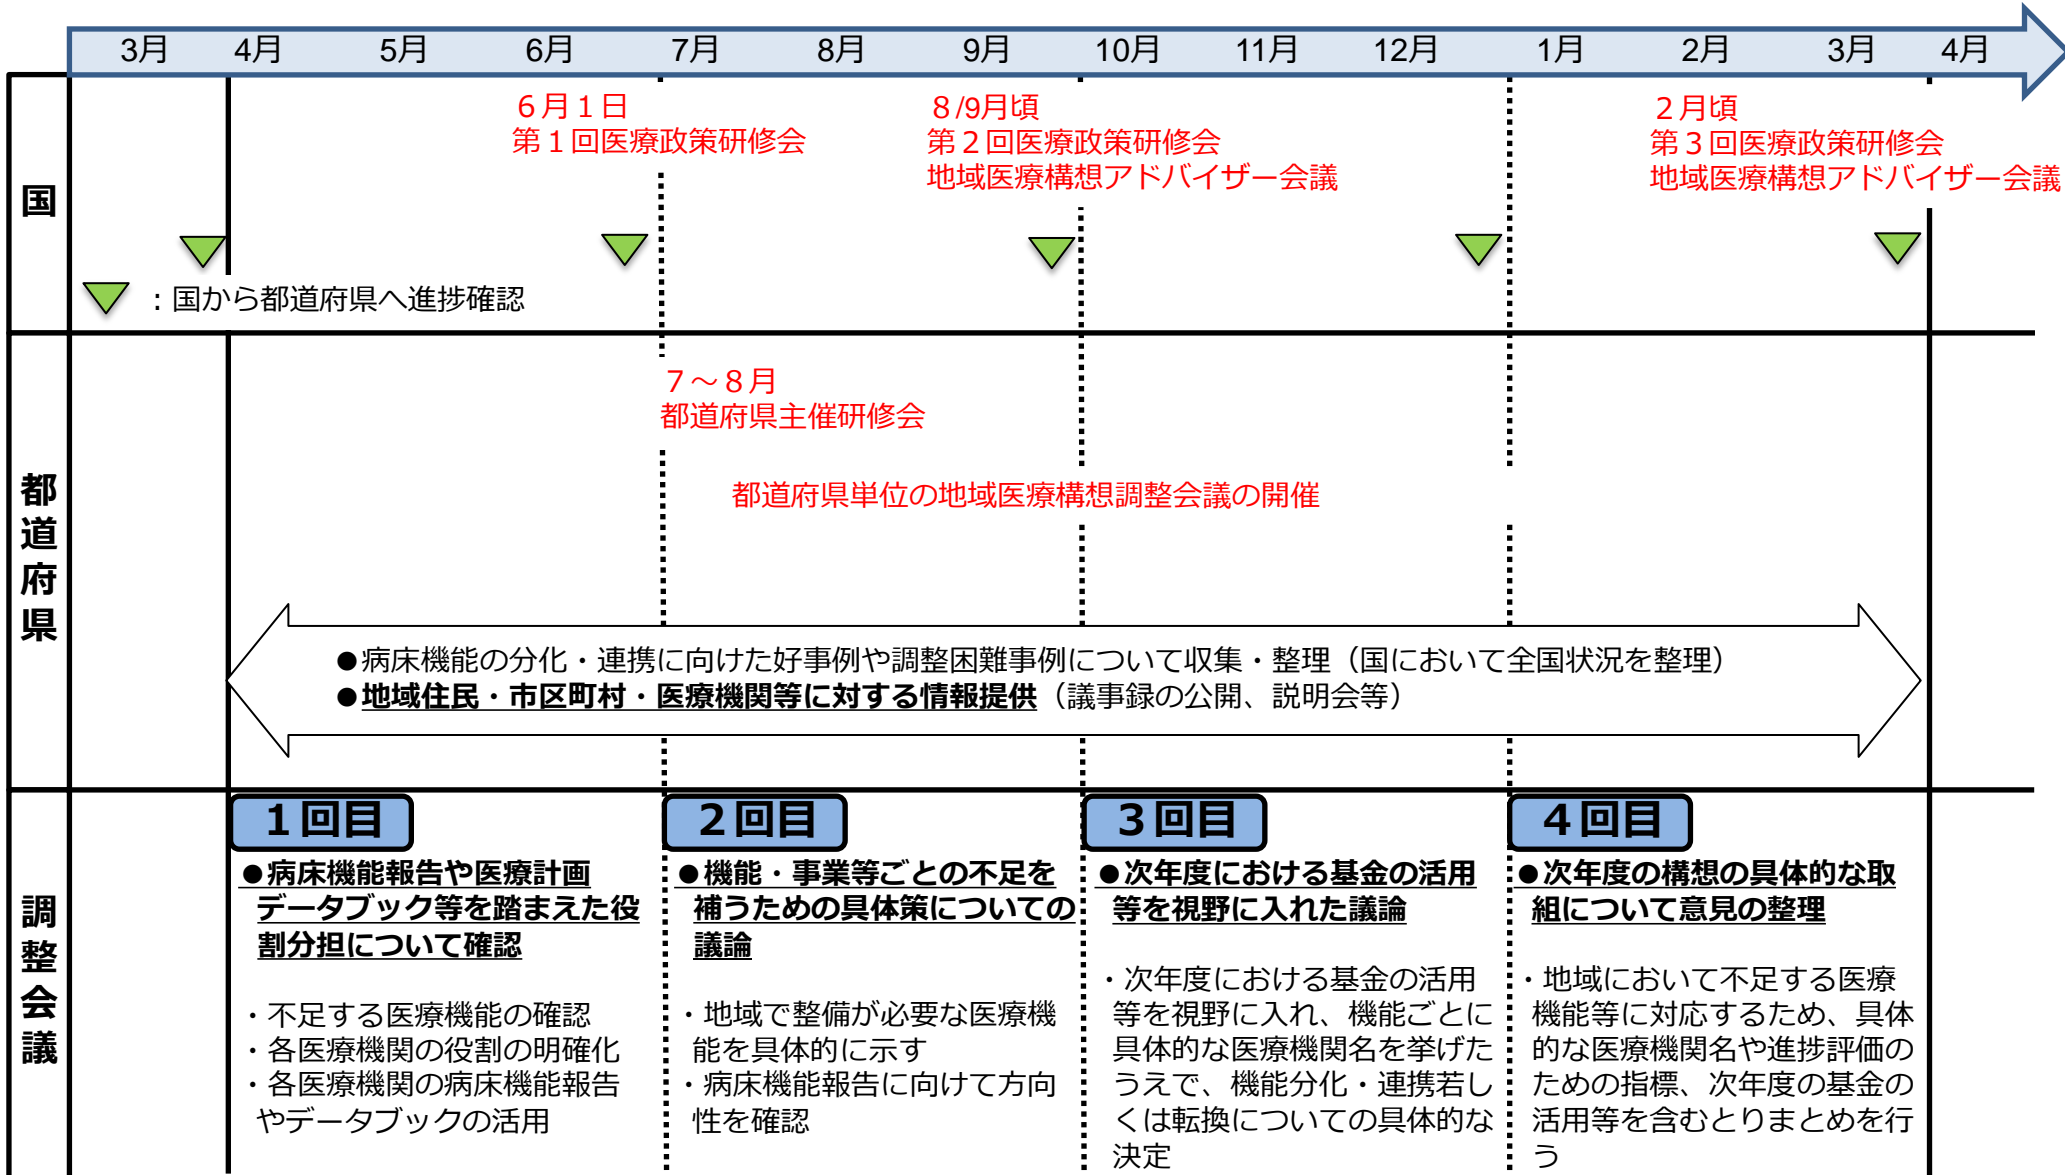 3月 4月 5月 6月 7月 8月 9月 10月 11月 12月 1月 2月 3月 4月
国
６月１日
第１回医療政策研修会
８/9月頃
第２回医療政策研修会
地域医療構想アドバイザー会議
２月頃
第３回医療政策研修会
地域医療構想アドバイザー会議
：国から都道府県へ進捗確認
都道府県
７～８月
都道府県主催研修会
都道府県単位の地域医療構想調整会議の開催
●病床機能の分化・連携に向けた好事例や調整困難事例について収集・整理（国において全国状況を整理）
●地域住民・市区町村・医療機関等に対する情報提供（議事録の公開、説明会等）
調整会議
１回目
●病床機能報告や医療計画
データブック等を踏まえた役
割分担について確認
・不足する医療機能の確認
・各医療機関の役割の明確化
・各医療機関の病床機能報告
やデータブックの活用
２回目
●機能・事業等ごとの不足を
補うための具体策についての
議論
・地域で整備が必要な医療機
能を具体的に示す
・病床機能報告に向けて方向
性を確認
３回目
●次年度における基金の活用
等を視野に入れた議論
・次年度における基金の活用
等を視野に入れ、機能ごとに
具体的な医療機関名を挙げた
うえで、機能分化・連携若し
くは転換についての具体的な
決定
４回目
●次年度の構想の具体的な取
組について意見の整理
・地域において不足する医療
機能等に対応するため、具体
的な医療機関名や進捗評価の
ための指標、次年度の基金の
活用等を含むとりまとめを行
う